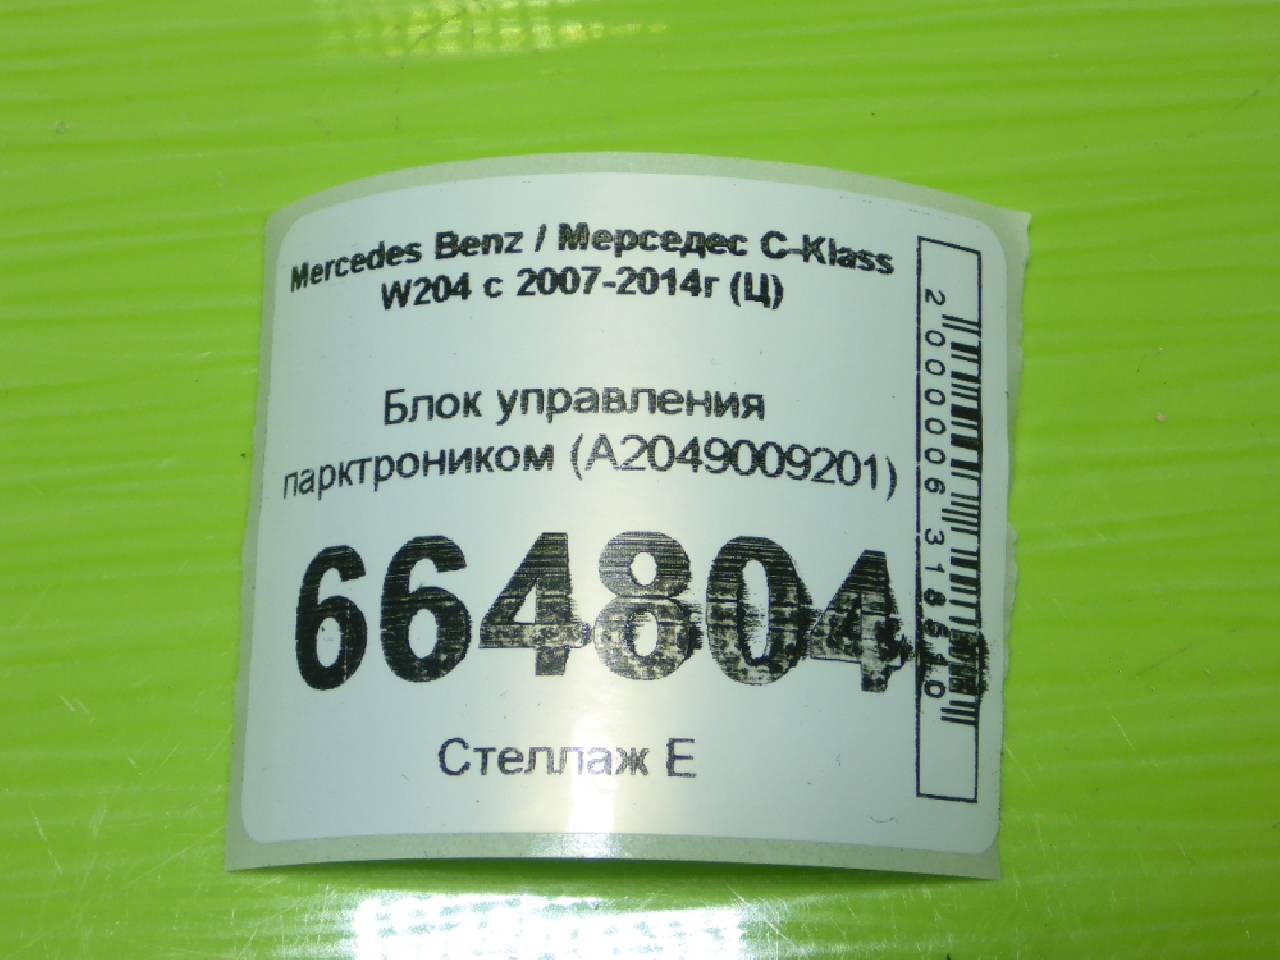 Mercedes Benz / Мерседес C-Klass
W204 с 2007-2014г (Ц)
Блок управления
парктроником (A2049009201)
664804
Стеллаж Е